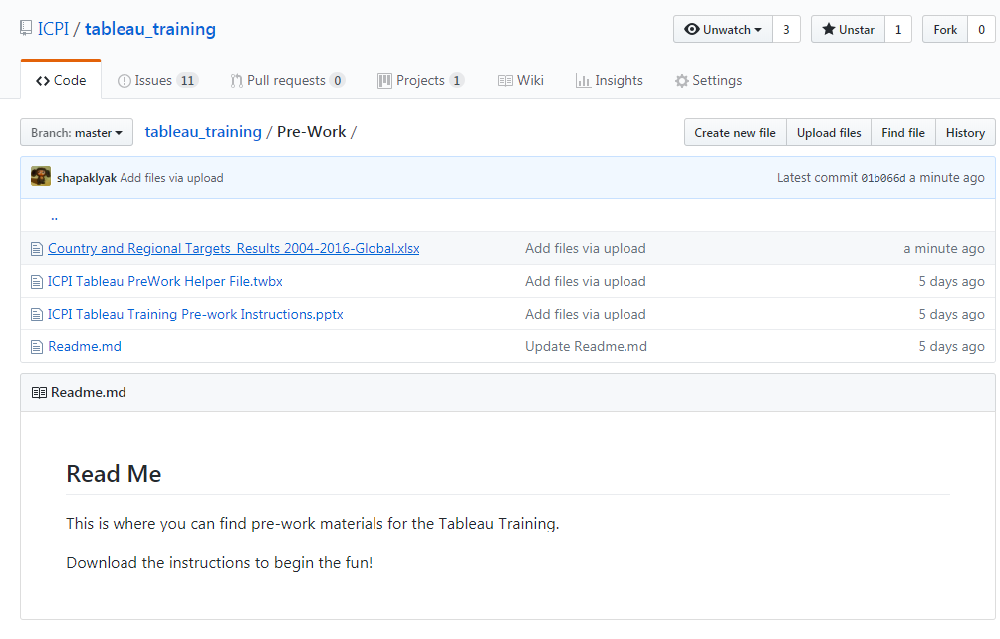 ICPI / tableau_training
Unwatch 3 Unstar 1 Fork 0
Code Issues 11 Pull requests 0 Projects 1 Wiki Insights Settings
Branch: master tableau_training / Pre-Work / Create new file Upload files Find file History
shapaklyak Add files via upload Latest commit 01b066d a minute ago
..
Country and Regional Targets_Results 2004-2016-Global.xlsx Add files via upload a minute ago
ICPI Tableau PreWork Helper File.twbx Add files via upload 5 days ago
ICPI Tableau Training Pre-work Instructions.pptx Add files via upload 5 days ago
Readme.md Update Readme.md 5 days ago
Readme.md
Read Me
This is where you can find pre-work materials for the Tableau Training.
Download the instructions to begin the fun!